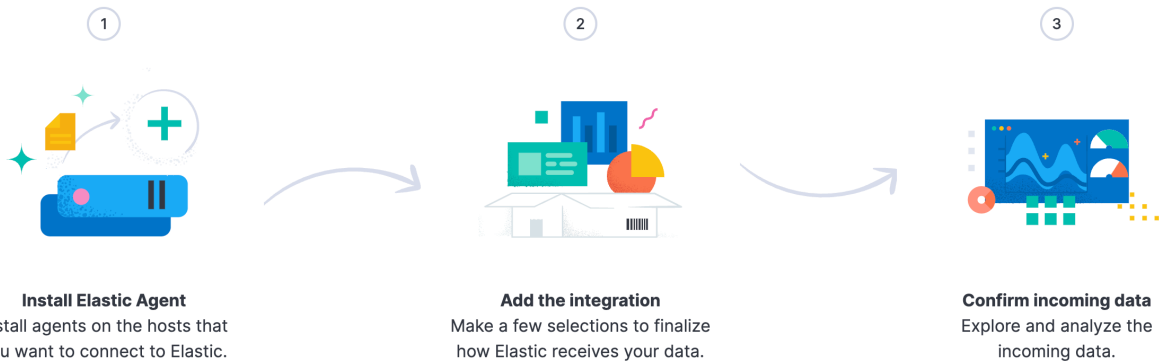 1
2
3
Install Elastic Agent
stall agents on the hosts that
u want to connect to Elastic.
Add the integration
Make a few selections to finalize
how Elastic receives your data.
Confirm incoming data
Explore and analyze the
incoming data.